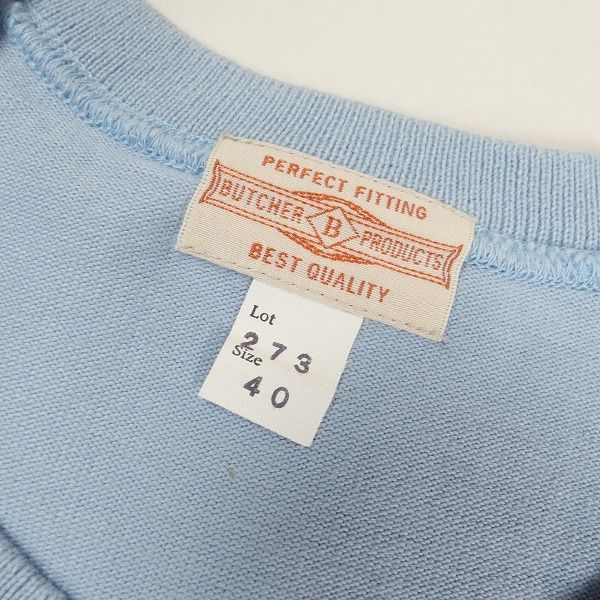 PERFECT FITTING
BUTCHER B PRODUCTS
BEST QUALITY
Lot
273
Size
40